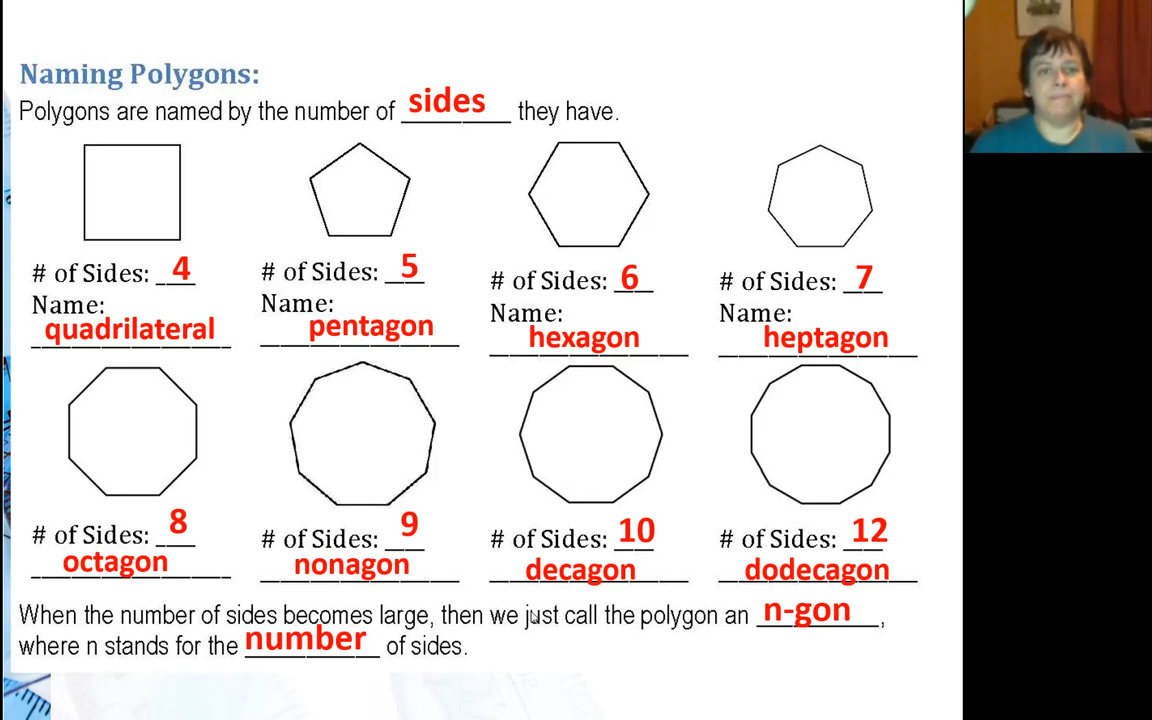 Naming Polygons:
Polygons are named by the number of sides they have.
# of Sides: 4
Name:
quadrilateral
# of Sides: 5
Name:
pentagon
# of Sides: 6
Name:
hexagon
# of Sides: 7
Name:
heptagon
# of Sides: 8
octagon
# of Sides: 9
nonagon
# of Sides: 10
decagon
# of Sides: 12
dodecagon
When the number of sides becomes large, then we just call the polygon an n-gon,
where n stands for the number of sides.